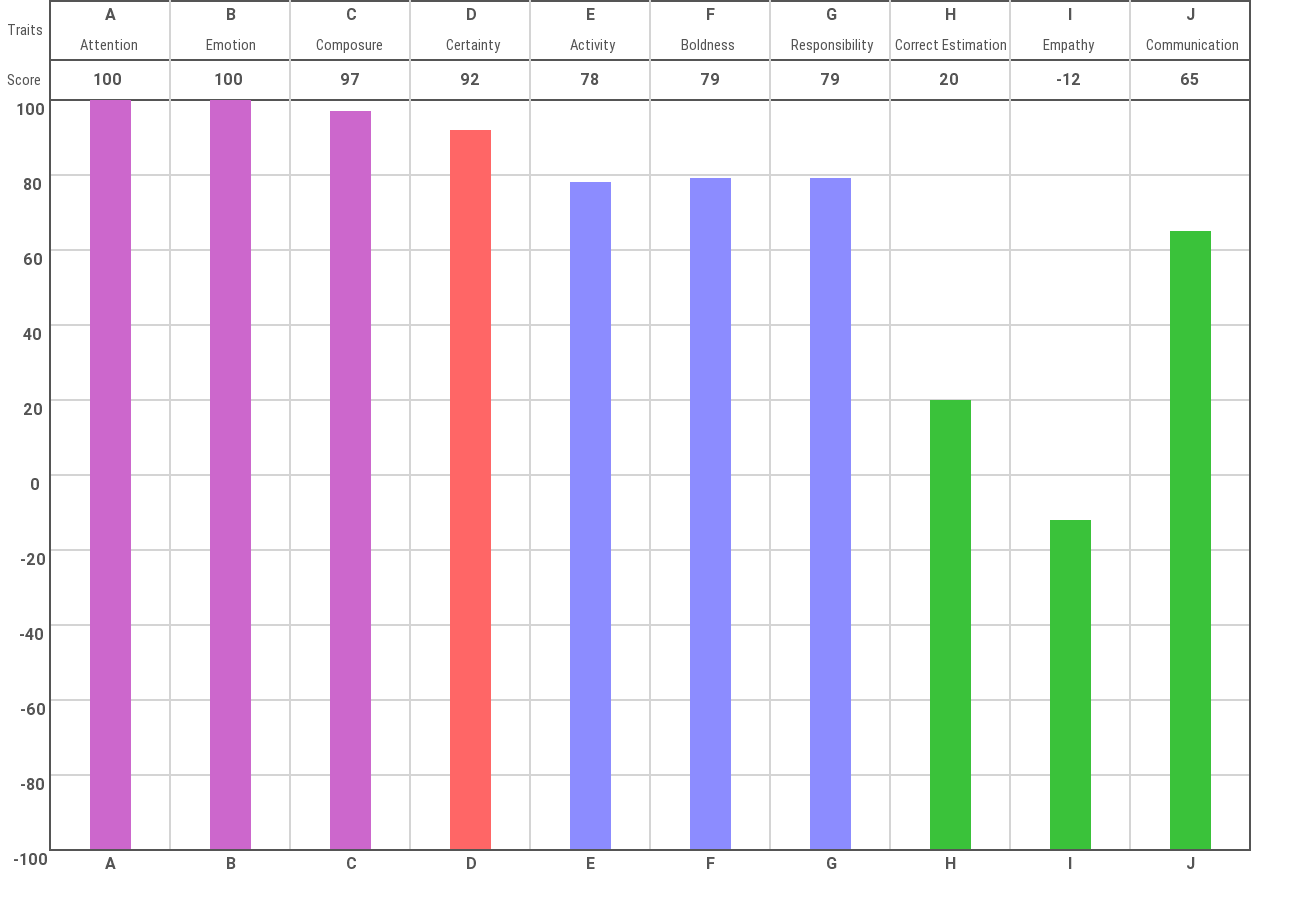 Traits A B C D E F G H I J
Attention Emotion Composure Certainty Activity Boldness Responsibility Correct Estimation Empathy Communication
Score 100 100 97 92 78 79 79 20 -12 65
100
80
60
40
20
0
-20
-40
-60
-80
-100
A B C D E F G H I J